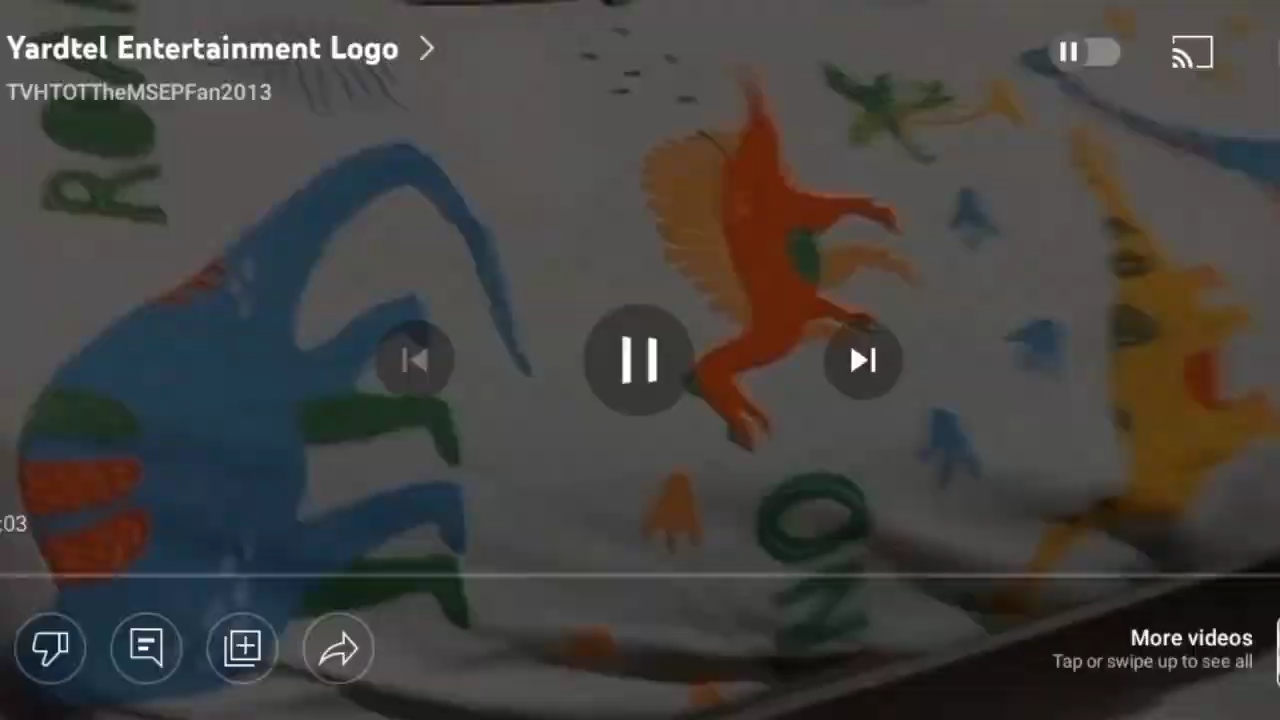 Yardtel Entertainment Logo
TVHTOTTheMSEPFan2013
:03
More videos
Tap or swipe up to see all